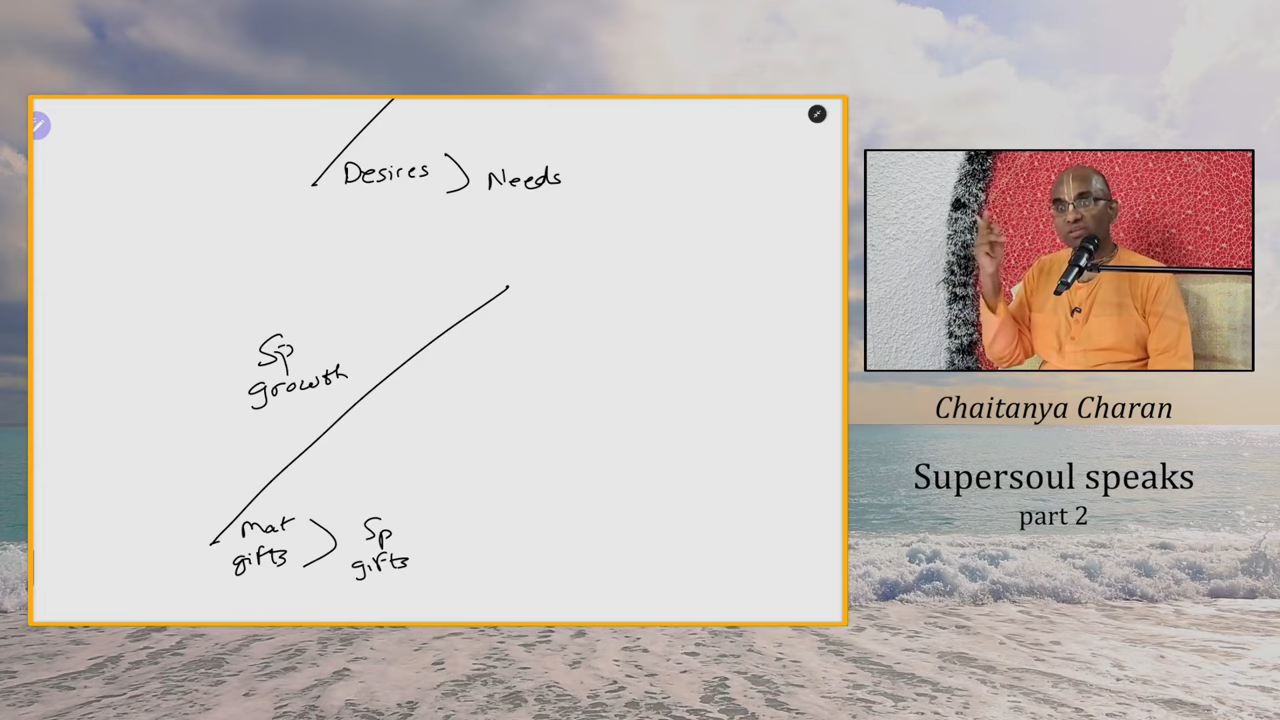 Desires ) Needs
Sp
growth
Mat
gifts ) Sp
gifts
Chaitanya Charan
Supersoul speaks
part 2